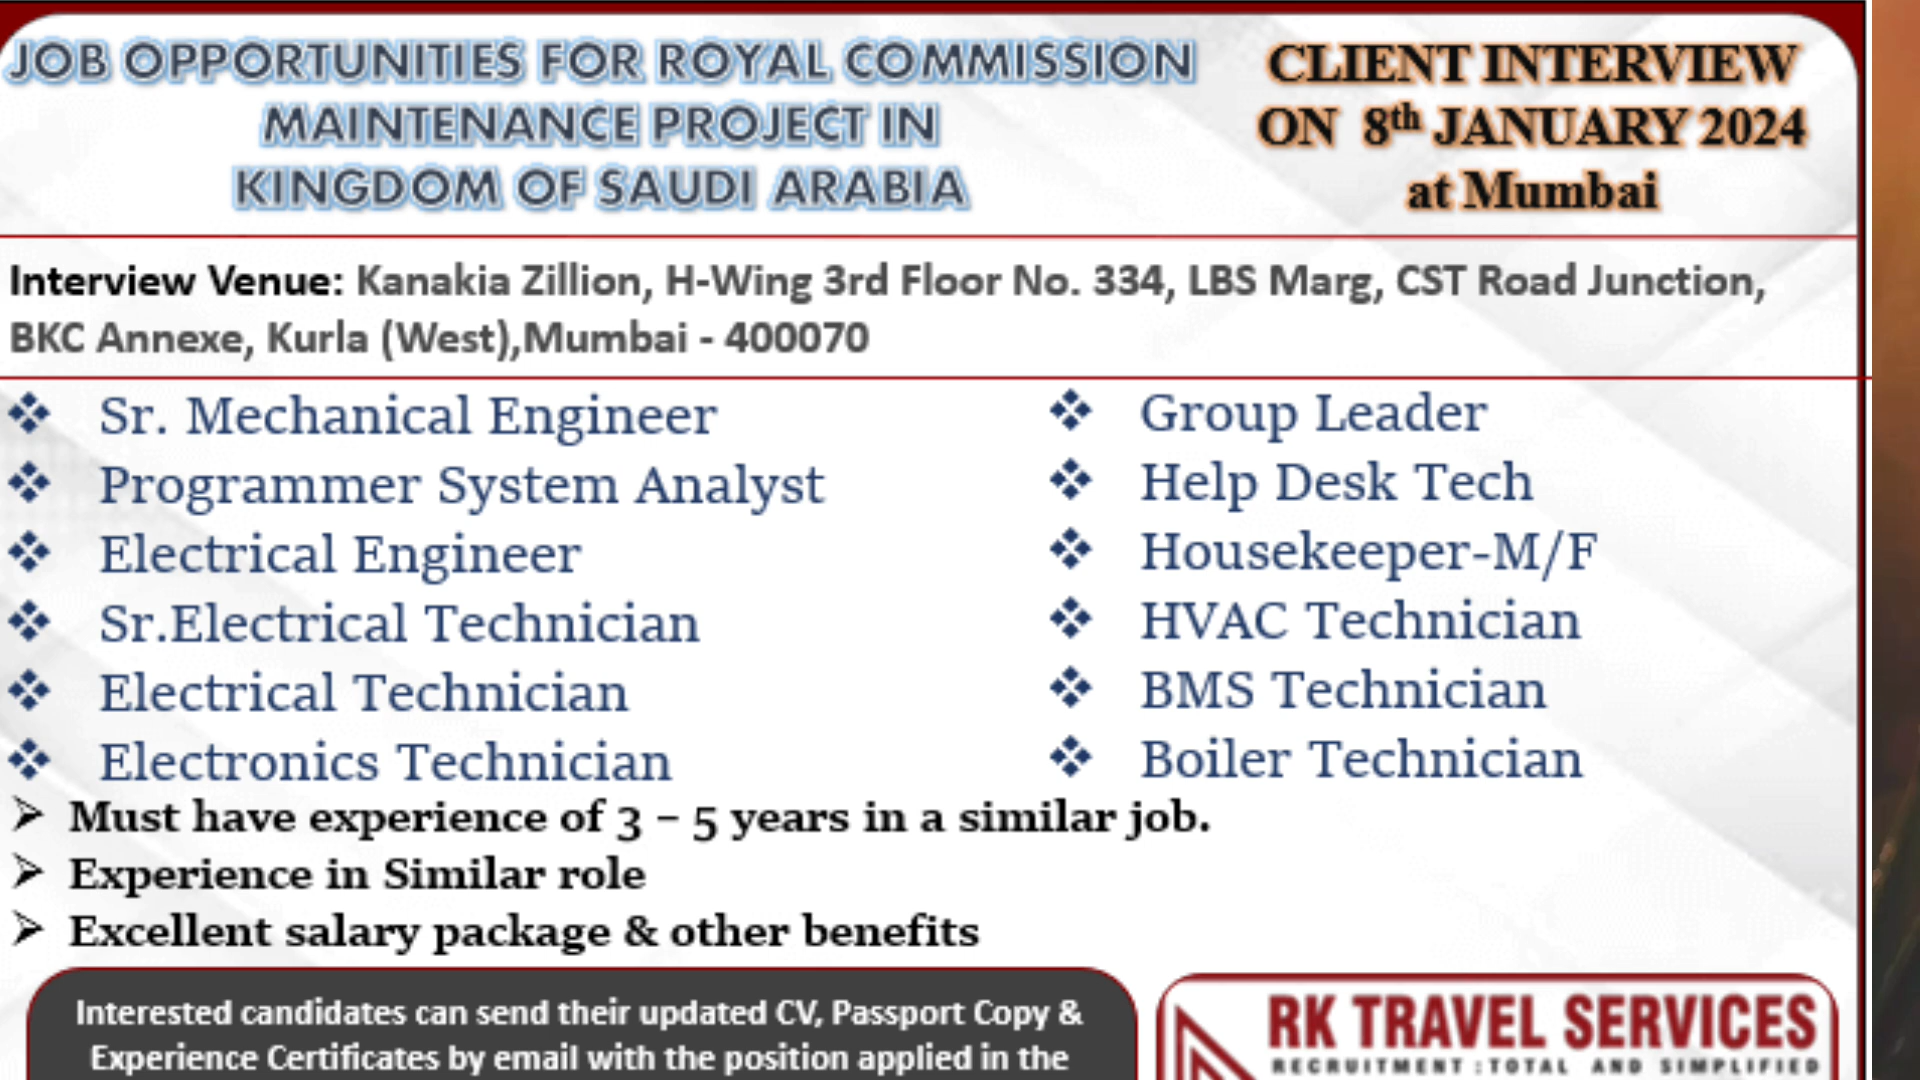 JOB OPPORTUNITIES FOR ROYAL COMMISSION
MAINTENANCE PROJECT IN
KINGDOM OF SAUDI ARABIA
CLIENT INTERVIEW
ON 8th JANUARY 2024
at Mumbai
Interview Venue: Kanakia Zillion, H-Wing 3rd Floor No. 334, LBS Marg, CST Road Junction,
BKC Annexe, Kurla (West),Mumbai - 400070
❖ Sr. Mechanical Engineer
❖ Programmer System Analyst
❖ Electrical Engineer
❖ Sr.Electrical Technician
❖ Electrical Technician
❖ Electronics Technician
❖ Group Leader
❖ Help Desk Tech
❖ Housekeeper-M/F
❖ HVAC Technician
❖ BMS Technician
❖ Boiler Technician
➢ Must have experience of 3 – 5 years in a similar job.
➢ Experience in Similar role
➢ Excellent salary package & other benefits
Interested candidates can send their updated CV, Passport Copy &
Experience Certificates by email with the position applied in the
RK TRAVEL SERVICES
RECRUITMENT : TOTAL AND SIMPLIFIED